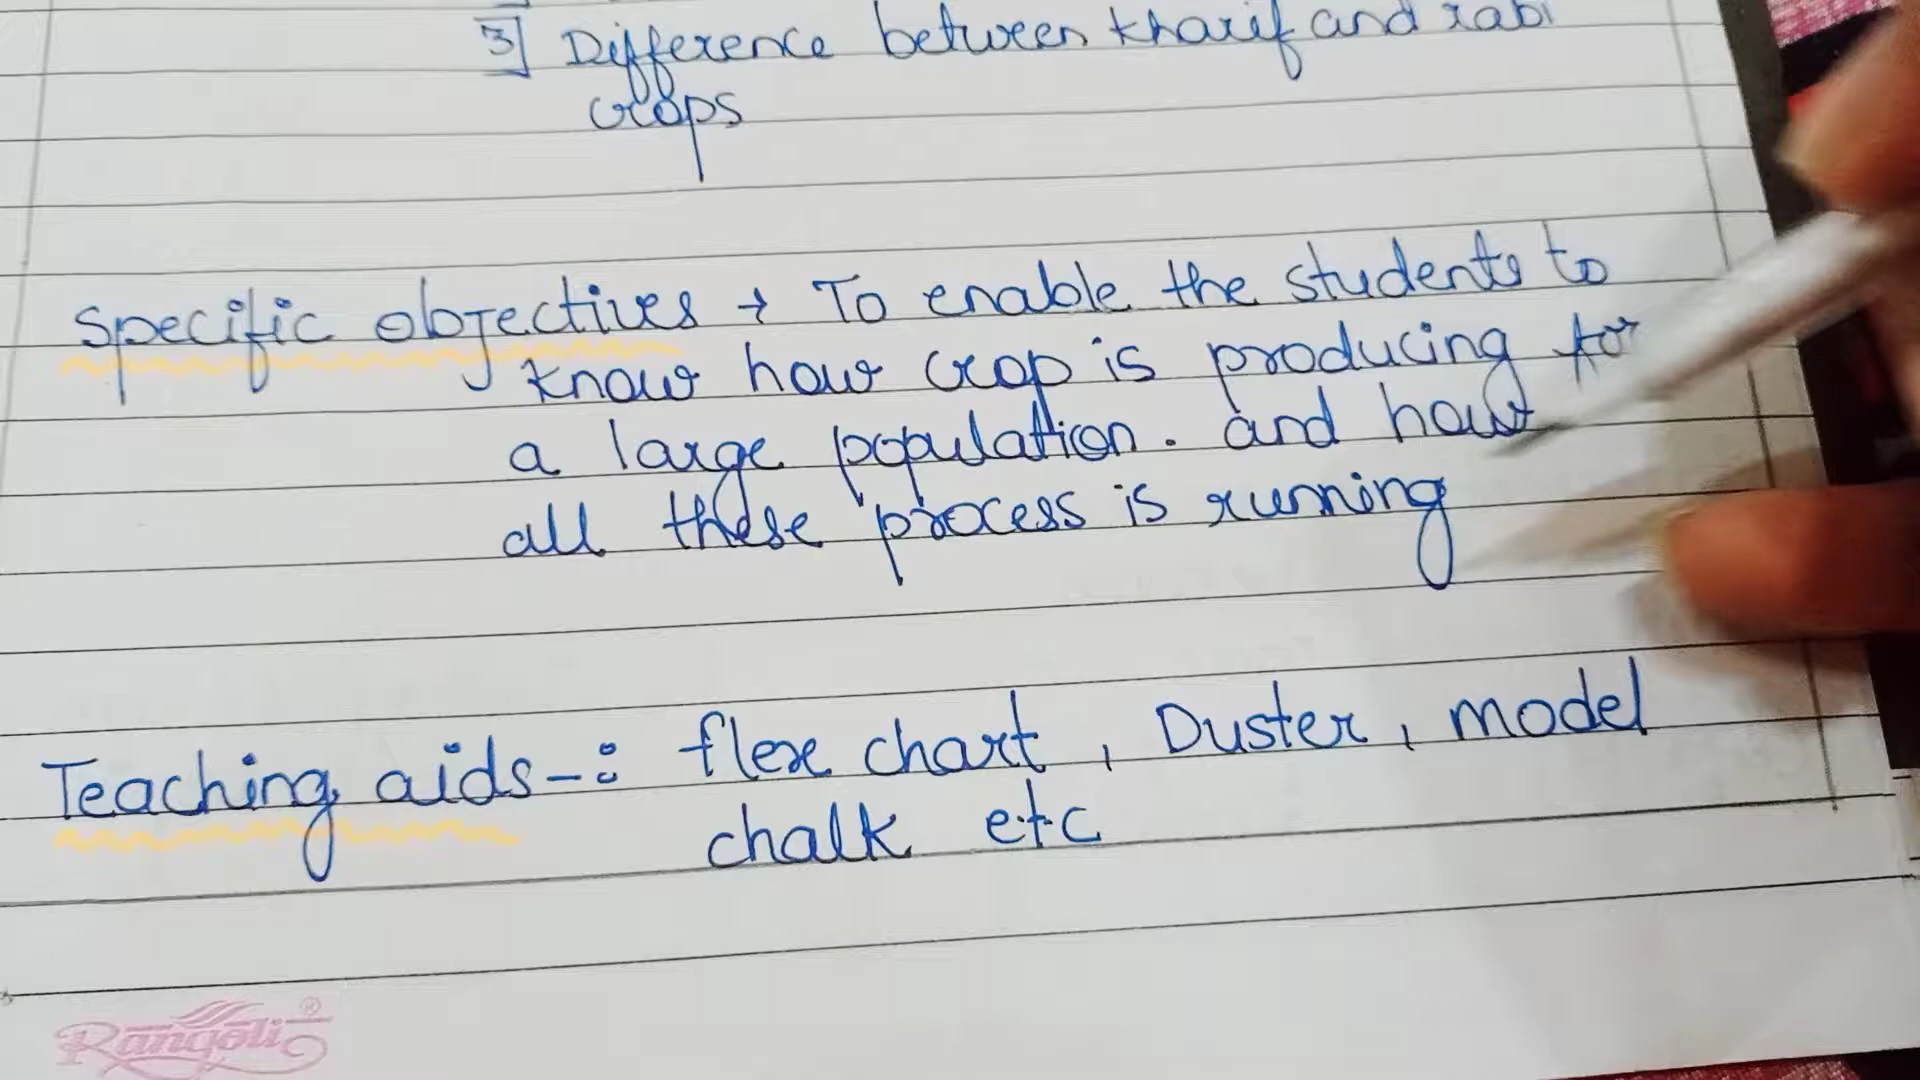 3] Difference between kharif and rabi
crops
Specific objectives → To enable the students to
know how crop is producing for
a large population. and how
all these process is running
Teaching aids -: flexe chart, Duster, model
chalk etc
Rangoli®